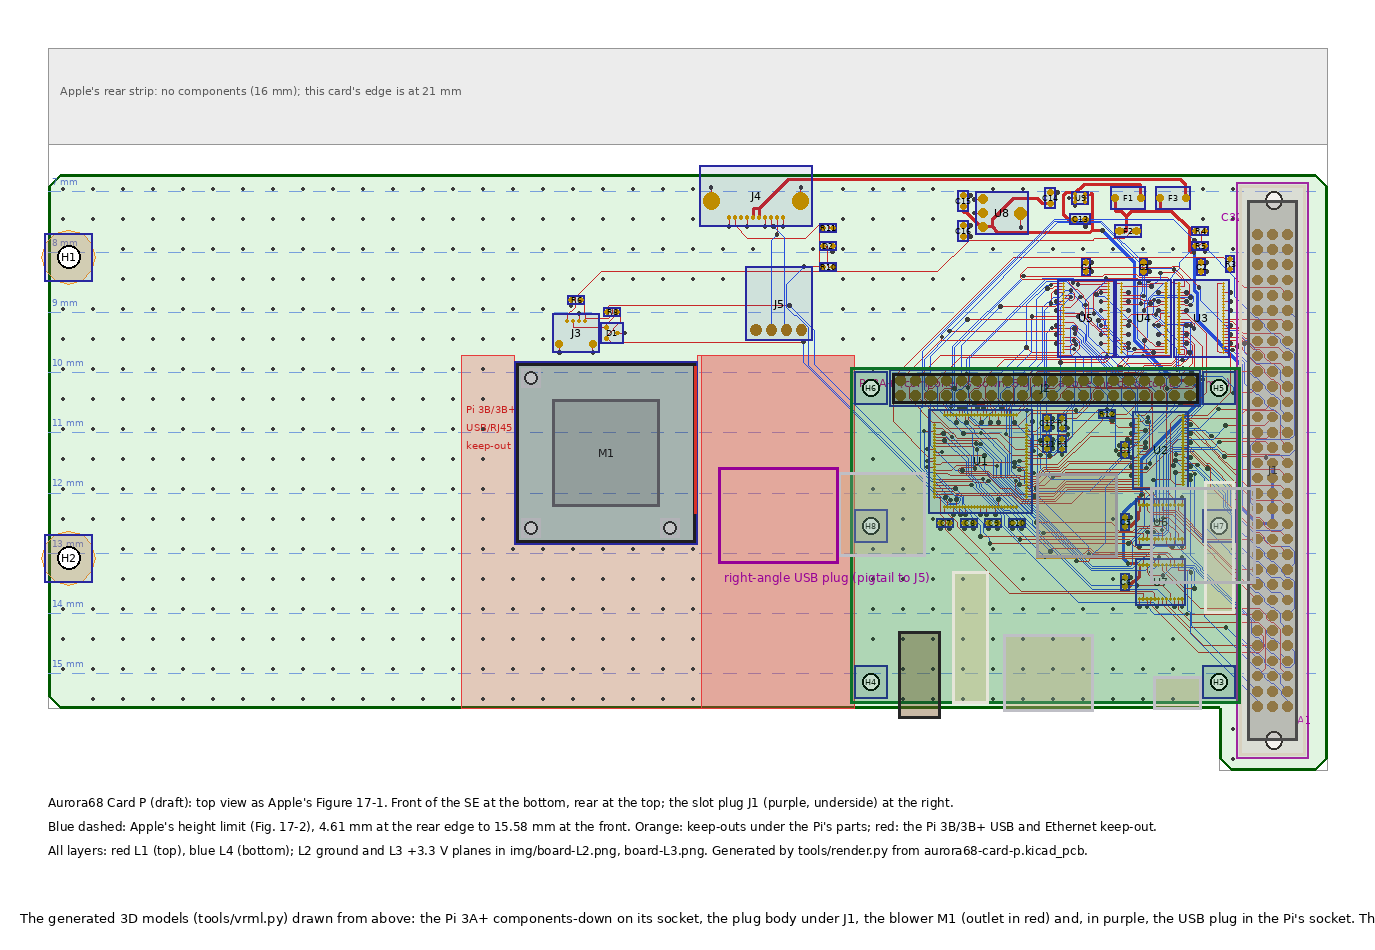 Apple's rear strip: no components (16 mm); this card's edge is at 21 mm
7 mm
J4
C14
U9
F1
F3
U8
C13
F2
8 mm
H1
9 mm
J5
J3
D1
U5
U4
U3
10 mm
H6
J2
H5
Pi 3B/3B+
USB/RJ45
keep-out
11 mm
M1
U1
U2
J1
12 mm
H8
H7
13 mm
H2
right-angle USB plug (pigtail to J5)
14 mm
15 mm
H4
H3
A1
Aurora68 Card P (draft): top view as Apple's Figure 17-1. Front of the SE at the bottom, rear at the top; the slot plug J1 (purple, underside) at the right.
Blue dashed: Apple's height limit (Fig. 17-2), 4.61 mm at the rear edge to 15.58 mm at the front. Orange: keep-outs under the Pi's parts; red: the Pi 3B/3B+ USB and Ethernet keep-out.
All layers: red L1 (top), blue L4 (bottom); L2 ground and L3 +3.3 V planes in img/board-L2.png, board-L3.png. Generated by tools/render.py from aurora68-card-p.kicad_pcb.
The generated 3D models (tools/vrml.py) drawn from above: the Pi 3A+ components-down on its socket, the plug body under J1, the blower M1 (outlet in red) and, in purple, the USB plug in the Pi's socket. Th